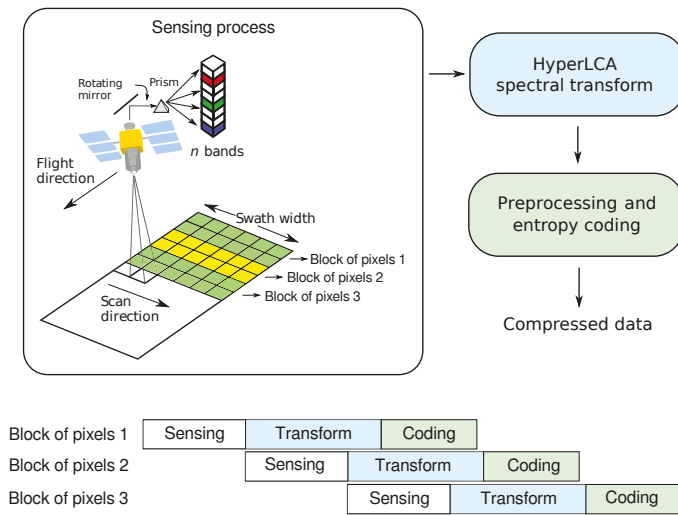 Sensing process
Rotating
mirror
Prism
n bands
Flight
direction
Swath width
Block of pixels 1
Block of pixels 2
Block of pixels 3
Scan
direction
HyperLCA
spectral transform
Preprocessing and
entropy coding
Compressed data
Block of pixels 1 Sensing Transform Coding
Block of pixels 2 Sensing Transform Coding
Block of pixels 3 Sensing Transform Coding